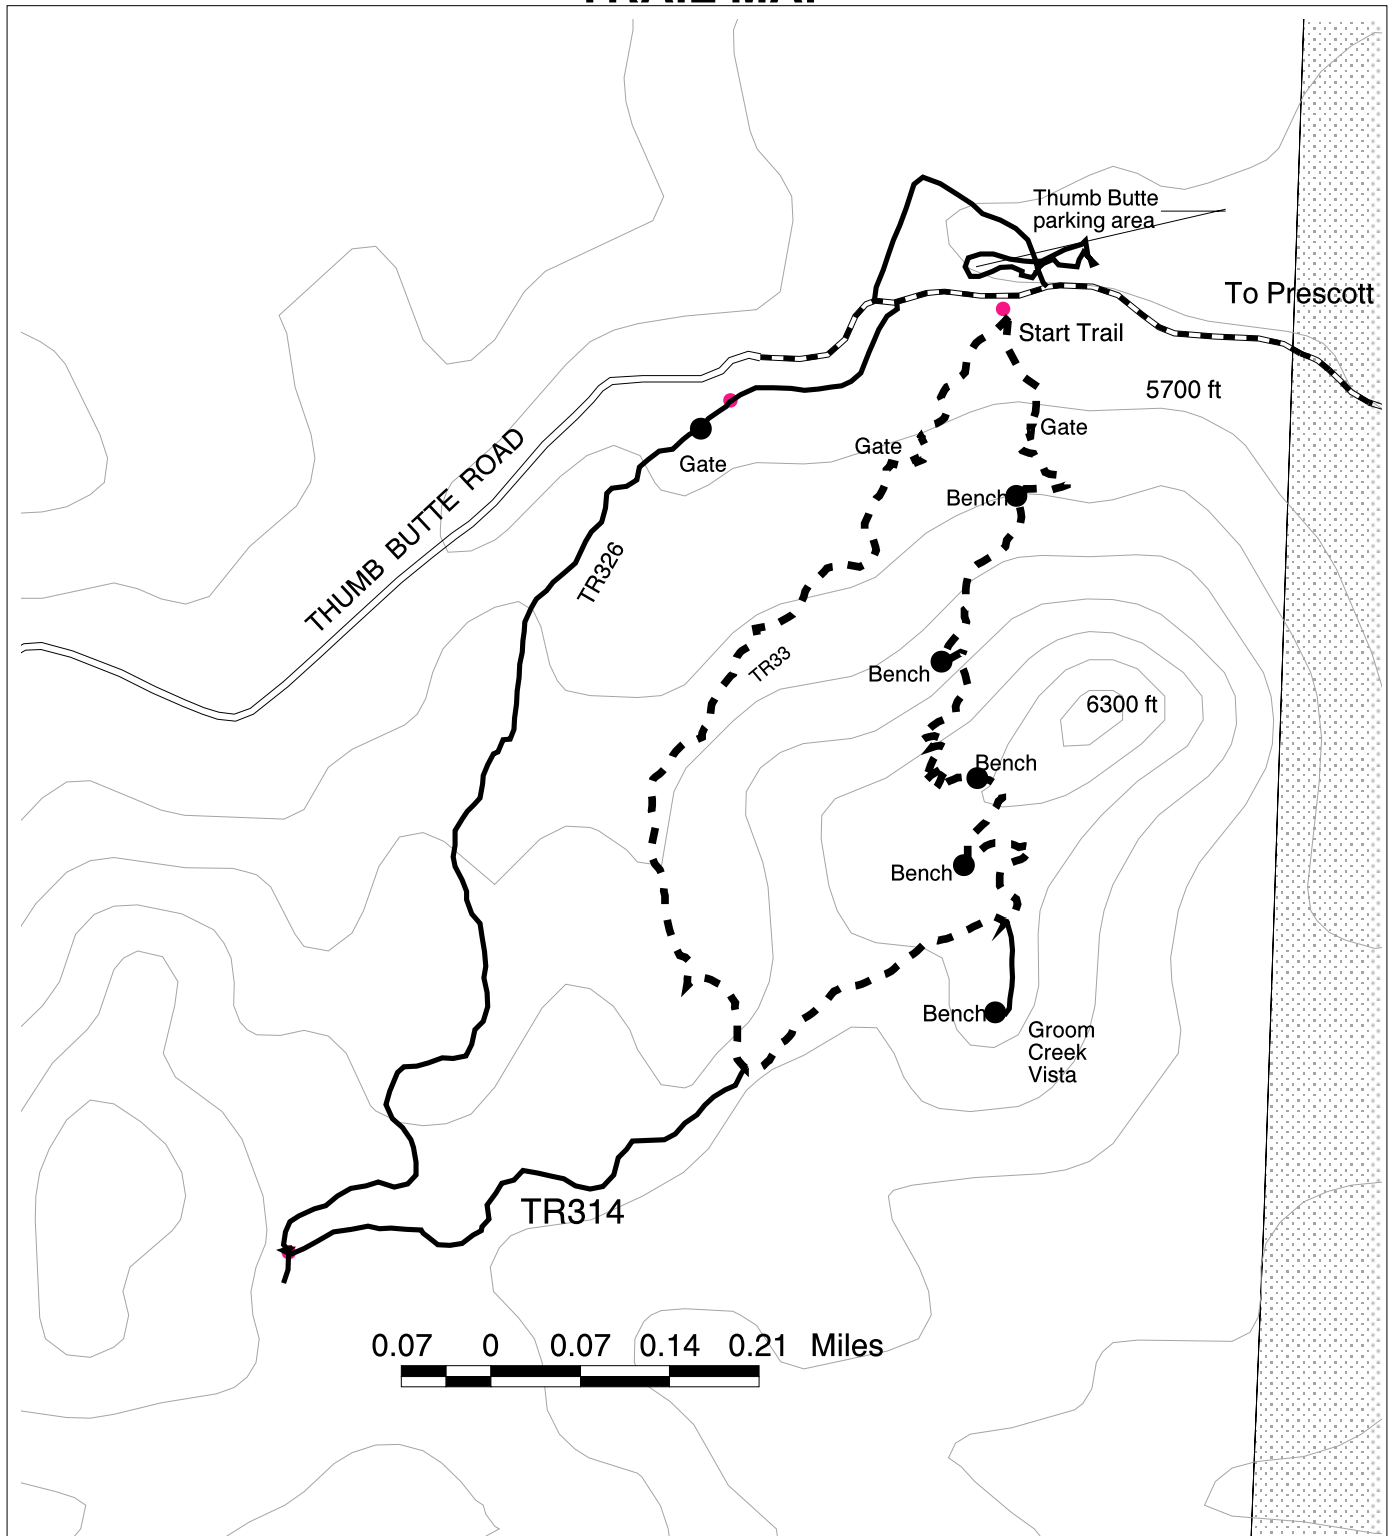 Thumb Butte
parking area
To Prescott
Start Trail
5700 ft
Gate
Gate
Gate
Bench
THUMB BUTTE ROAD
TR326
TR33
Bench
6300 ft
Bench
Bench
Bench
Groom
Creek
Vista
TR314
0.07 0 0.07 0.14 0.21 Miles